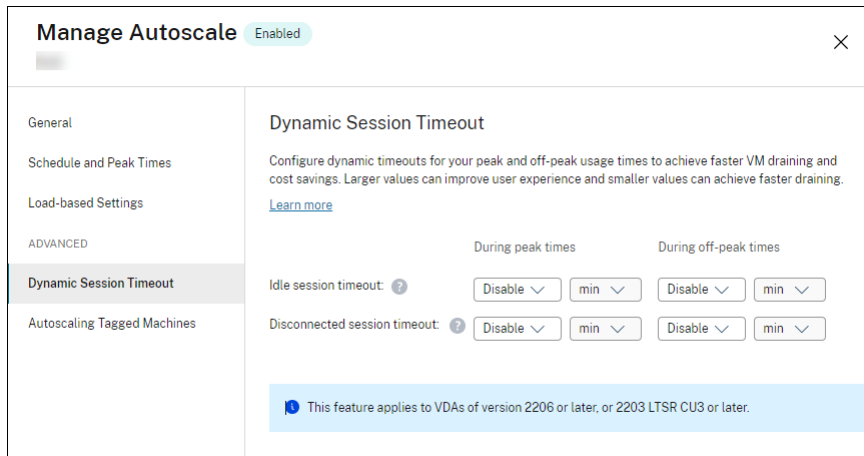 Manage Autoscale Enabled
General
Schedule and Peak Times
Load-based Settings
ADVANCED
Dynamic Session Timeout
Autoscaling Tagged Machines
Dynamic Session Timeout
Configure dynamic timeouts for your peak and off-peak usage times to achieve faster VM draining and
cost savings. Larger values can improve user experience and smaller values can achieve faster draining.
Learn more
During peak times During off-peak times
Idle session timeout: ? Disable min Disable min
Disconnected session timeout: ? Disable min Disable min
This feature applies to VDAs of version 2206 or later, or 2203 LTSR CU3 or later.